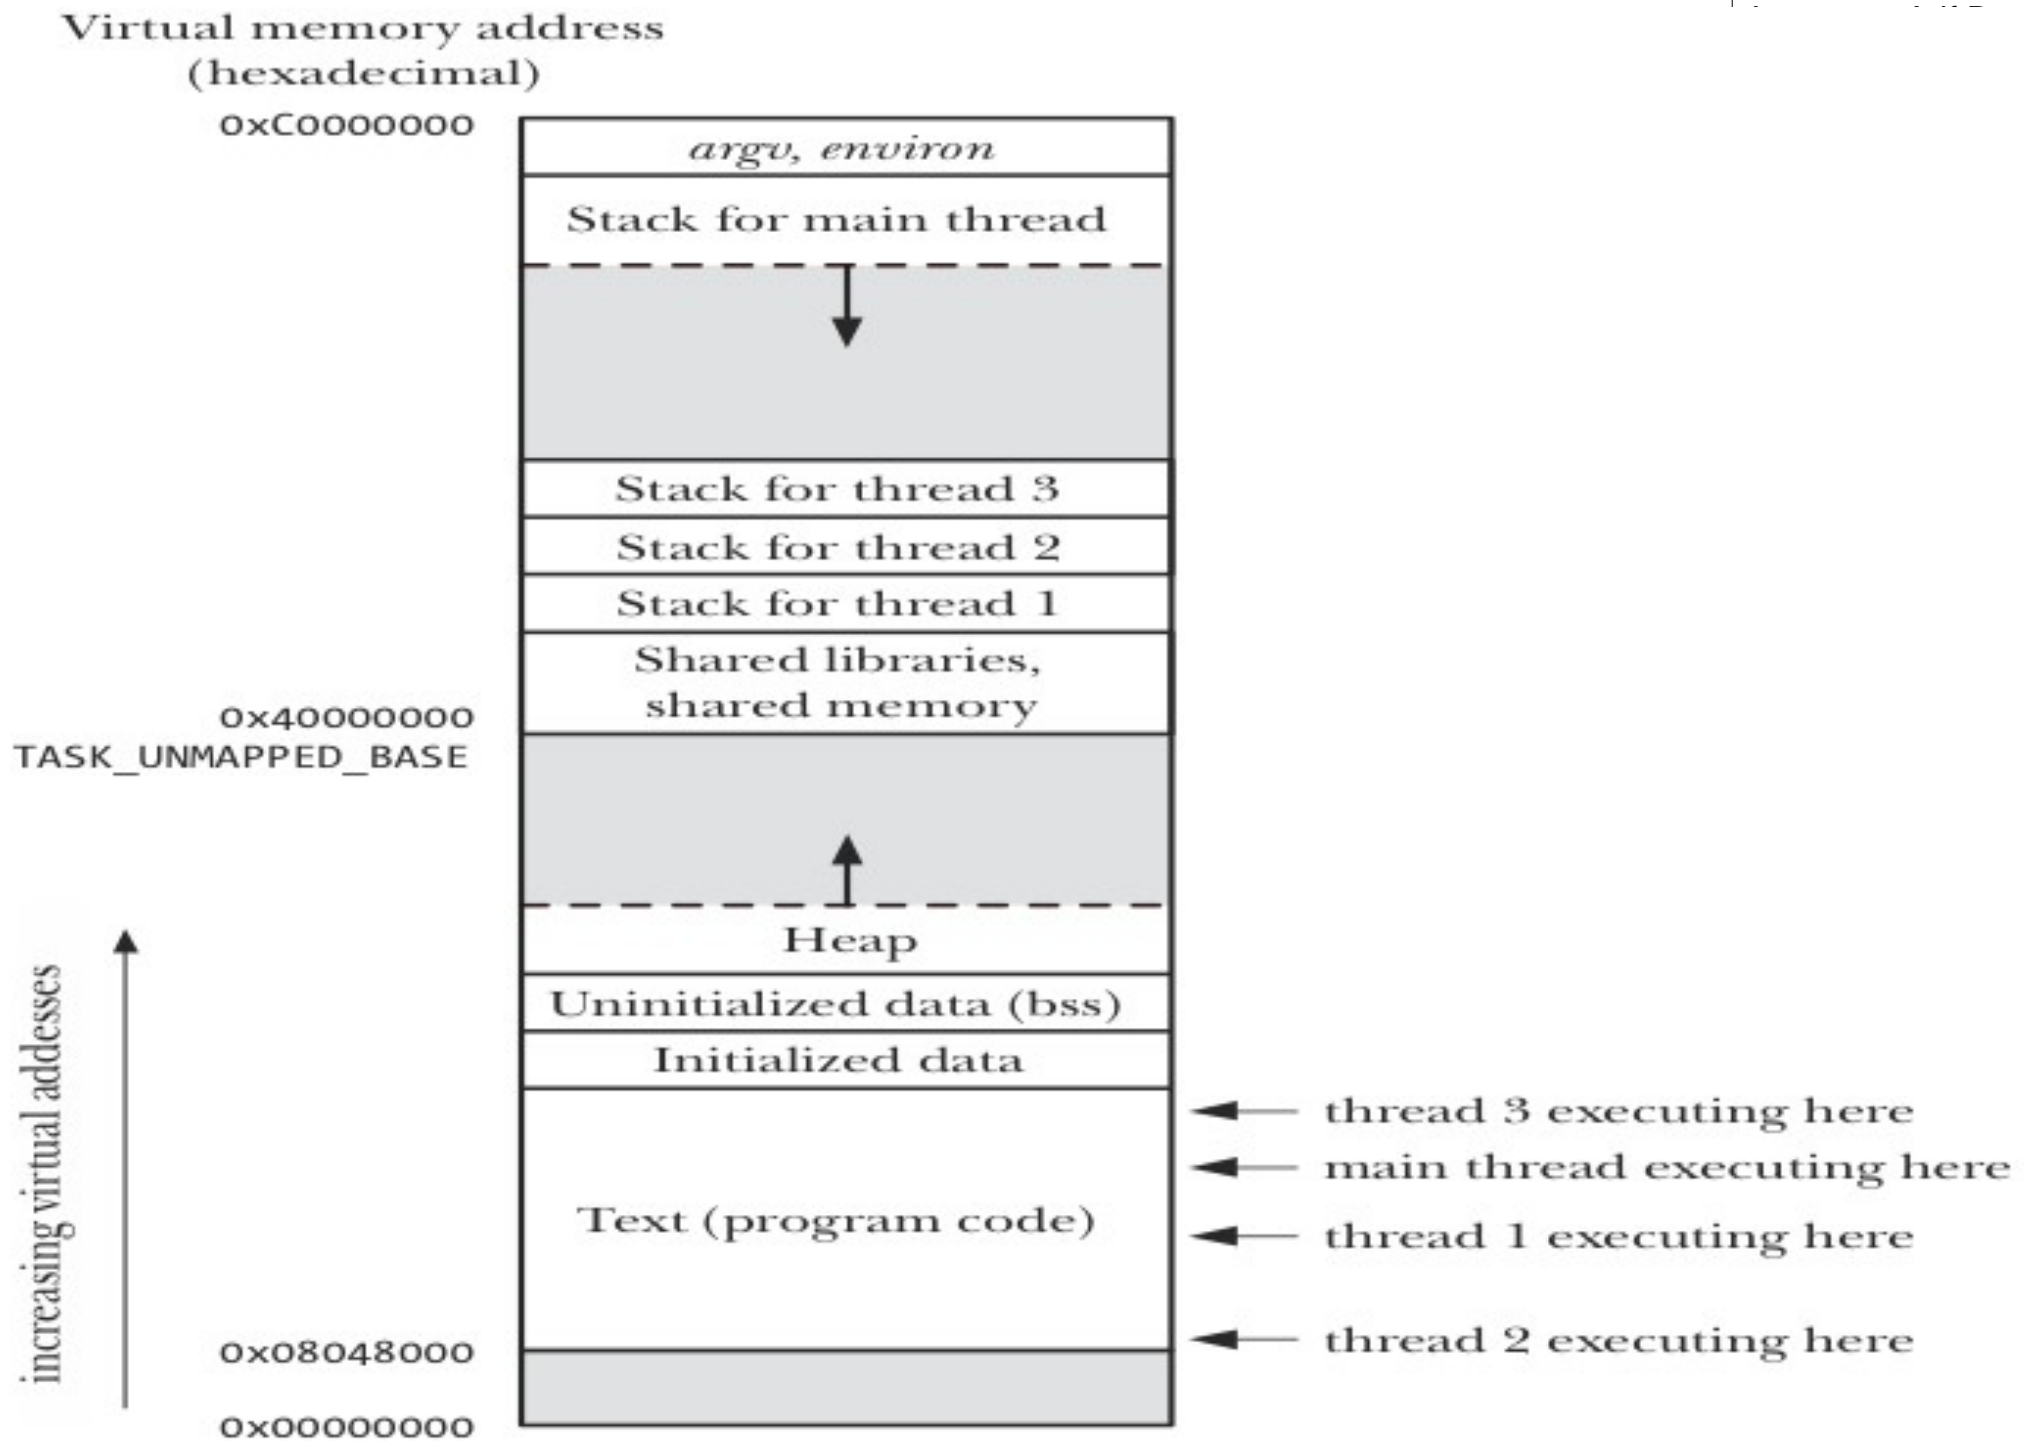 Virtual memory address
(hexadecimal)
0xC0000000
argv, environ
Stack for main thread
Stack for thread 3
Stack for thread 2
Stack for thread 1
Shared libraries,
shared memory
0x40000000
TASK_UNMAPPED_BASE
Heap
Uninitialized data (bss)
Initialized data
thread 3 executing here
main thread executing here
Text (program code)
thread 1 executing here
thread 2 executing here
0x08048000
0x00000000
increasing virtual addesses